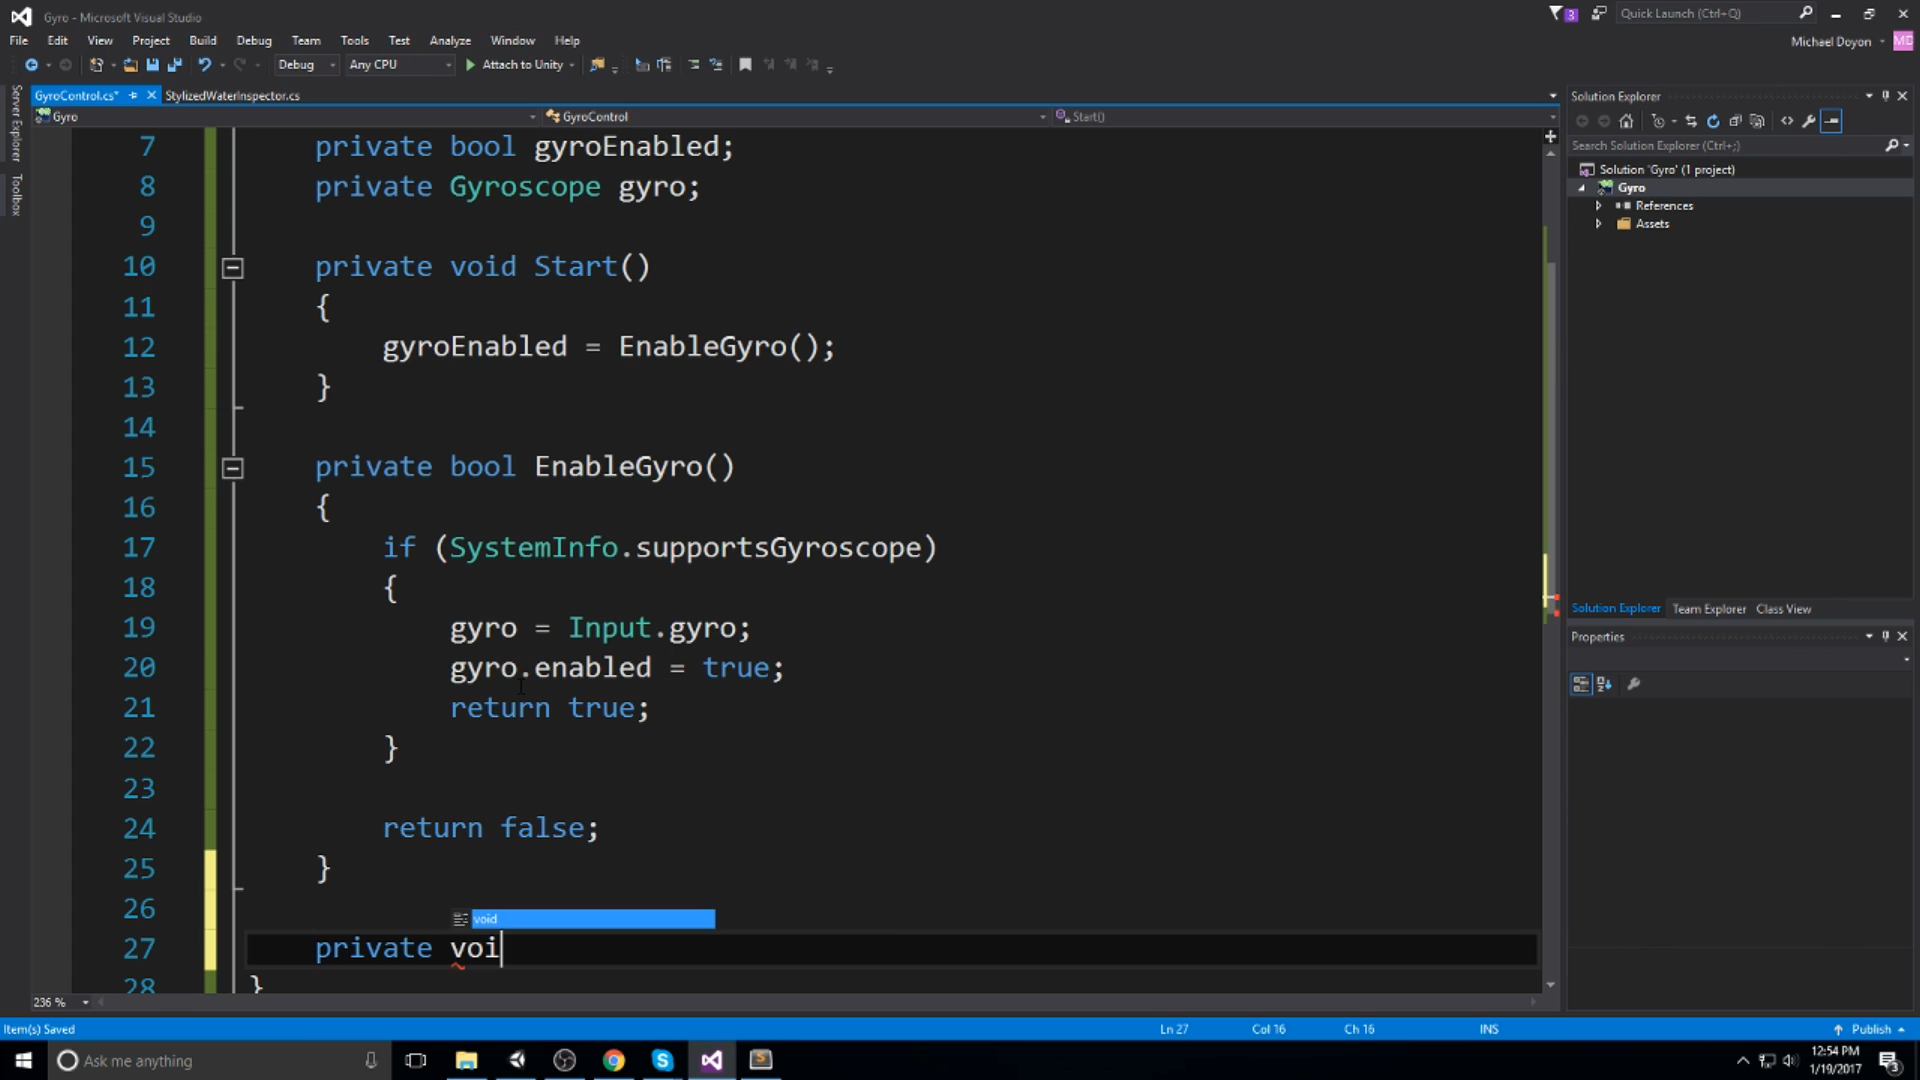 Gyro - Microsoft Visual Studio
3
Quick Launch (Ctrl+Q)
File Edit View Project Build Debug Team Tools Test Analyze Window Help
Michael Doyon MD
Debug Any CPU Attach to Unity
Server Explorer
Toolbox
GyroControl.cs* StylizedWaterInspector.cs
Gyro GyroControl Start()
7 private bool gyroEnabled;
8 private Gyroscope gyro;
9
10 private void Start()
11 {
12 gyroEnabled = EnableGyro();
13 }
14
15 private bool EnableGyro()
16 {
17 if (SystemInfo.supportsGyroscope)
18 {
19 gyro = Input.gyro;
20 gyro.enabled = true;
21 return true;
22 }
23
24 return false;
25 }
26
void
27 private voi
28 }
236 %
Solution Explorer
Search Solution Explorer (Ctrl+;)
Solution 'Gyro' (1 project)
Gyro
References
Assets
Solution Explorer Team Explorer Class View
Properties
Item(s) Saved Ln 27 Col 16 Ch 16 INS Publish
Ask me anything
12:54 PM
1/19/2017
3